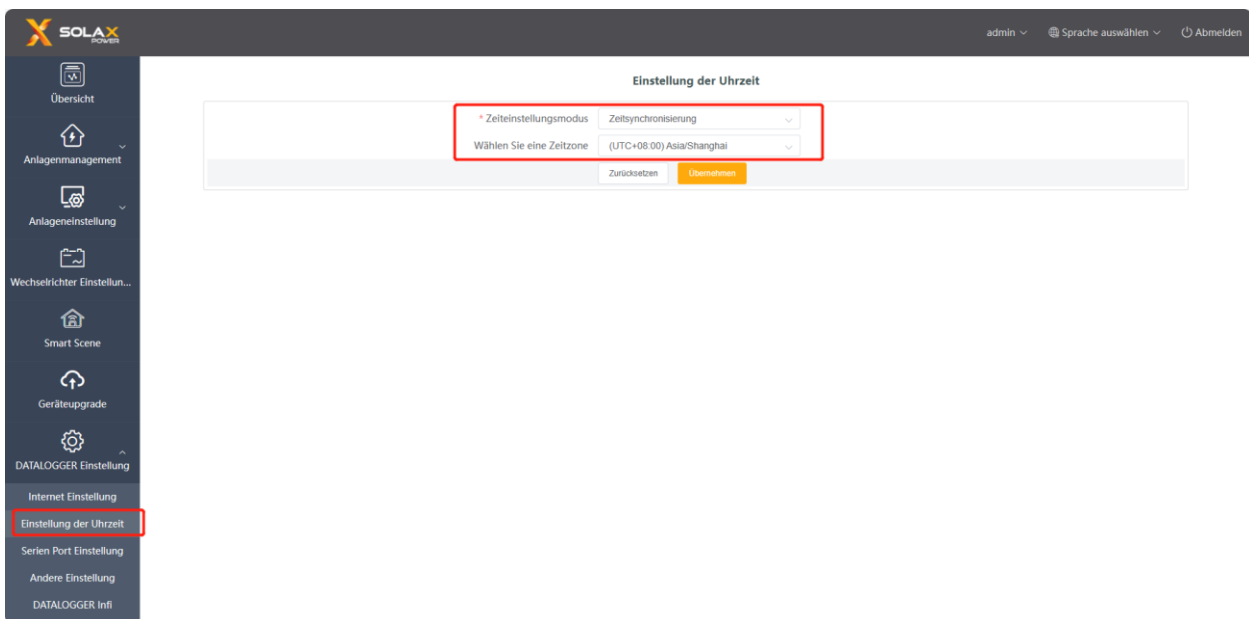 SOLAX
POWER
admin
Sprache auswählen
Abmelden
Übersicht
Anlagenmanagement
Anlageneinstellung
Wechselrichter Einstellun...
Smart Scene
Geräteupgrade
DATALOGGER Einstellung
Internet Einstellung
Einstellung der Uhrzeit
Serien Port Einstellung
Andere Einstellung
DATALOGGER Infi
Einstellung der Uhrzeit
* Zeiteinstellungsmodus Zeitsynchronisierung
Wählen Sie eine Zeitzone (UTC+08:00) Asia/Shanghai
Zurücksetzen Übernehmen